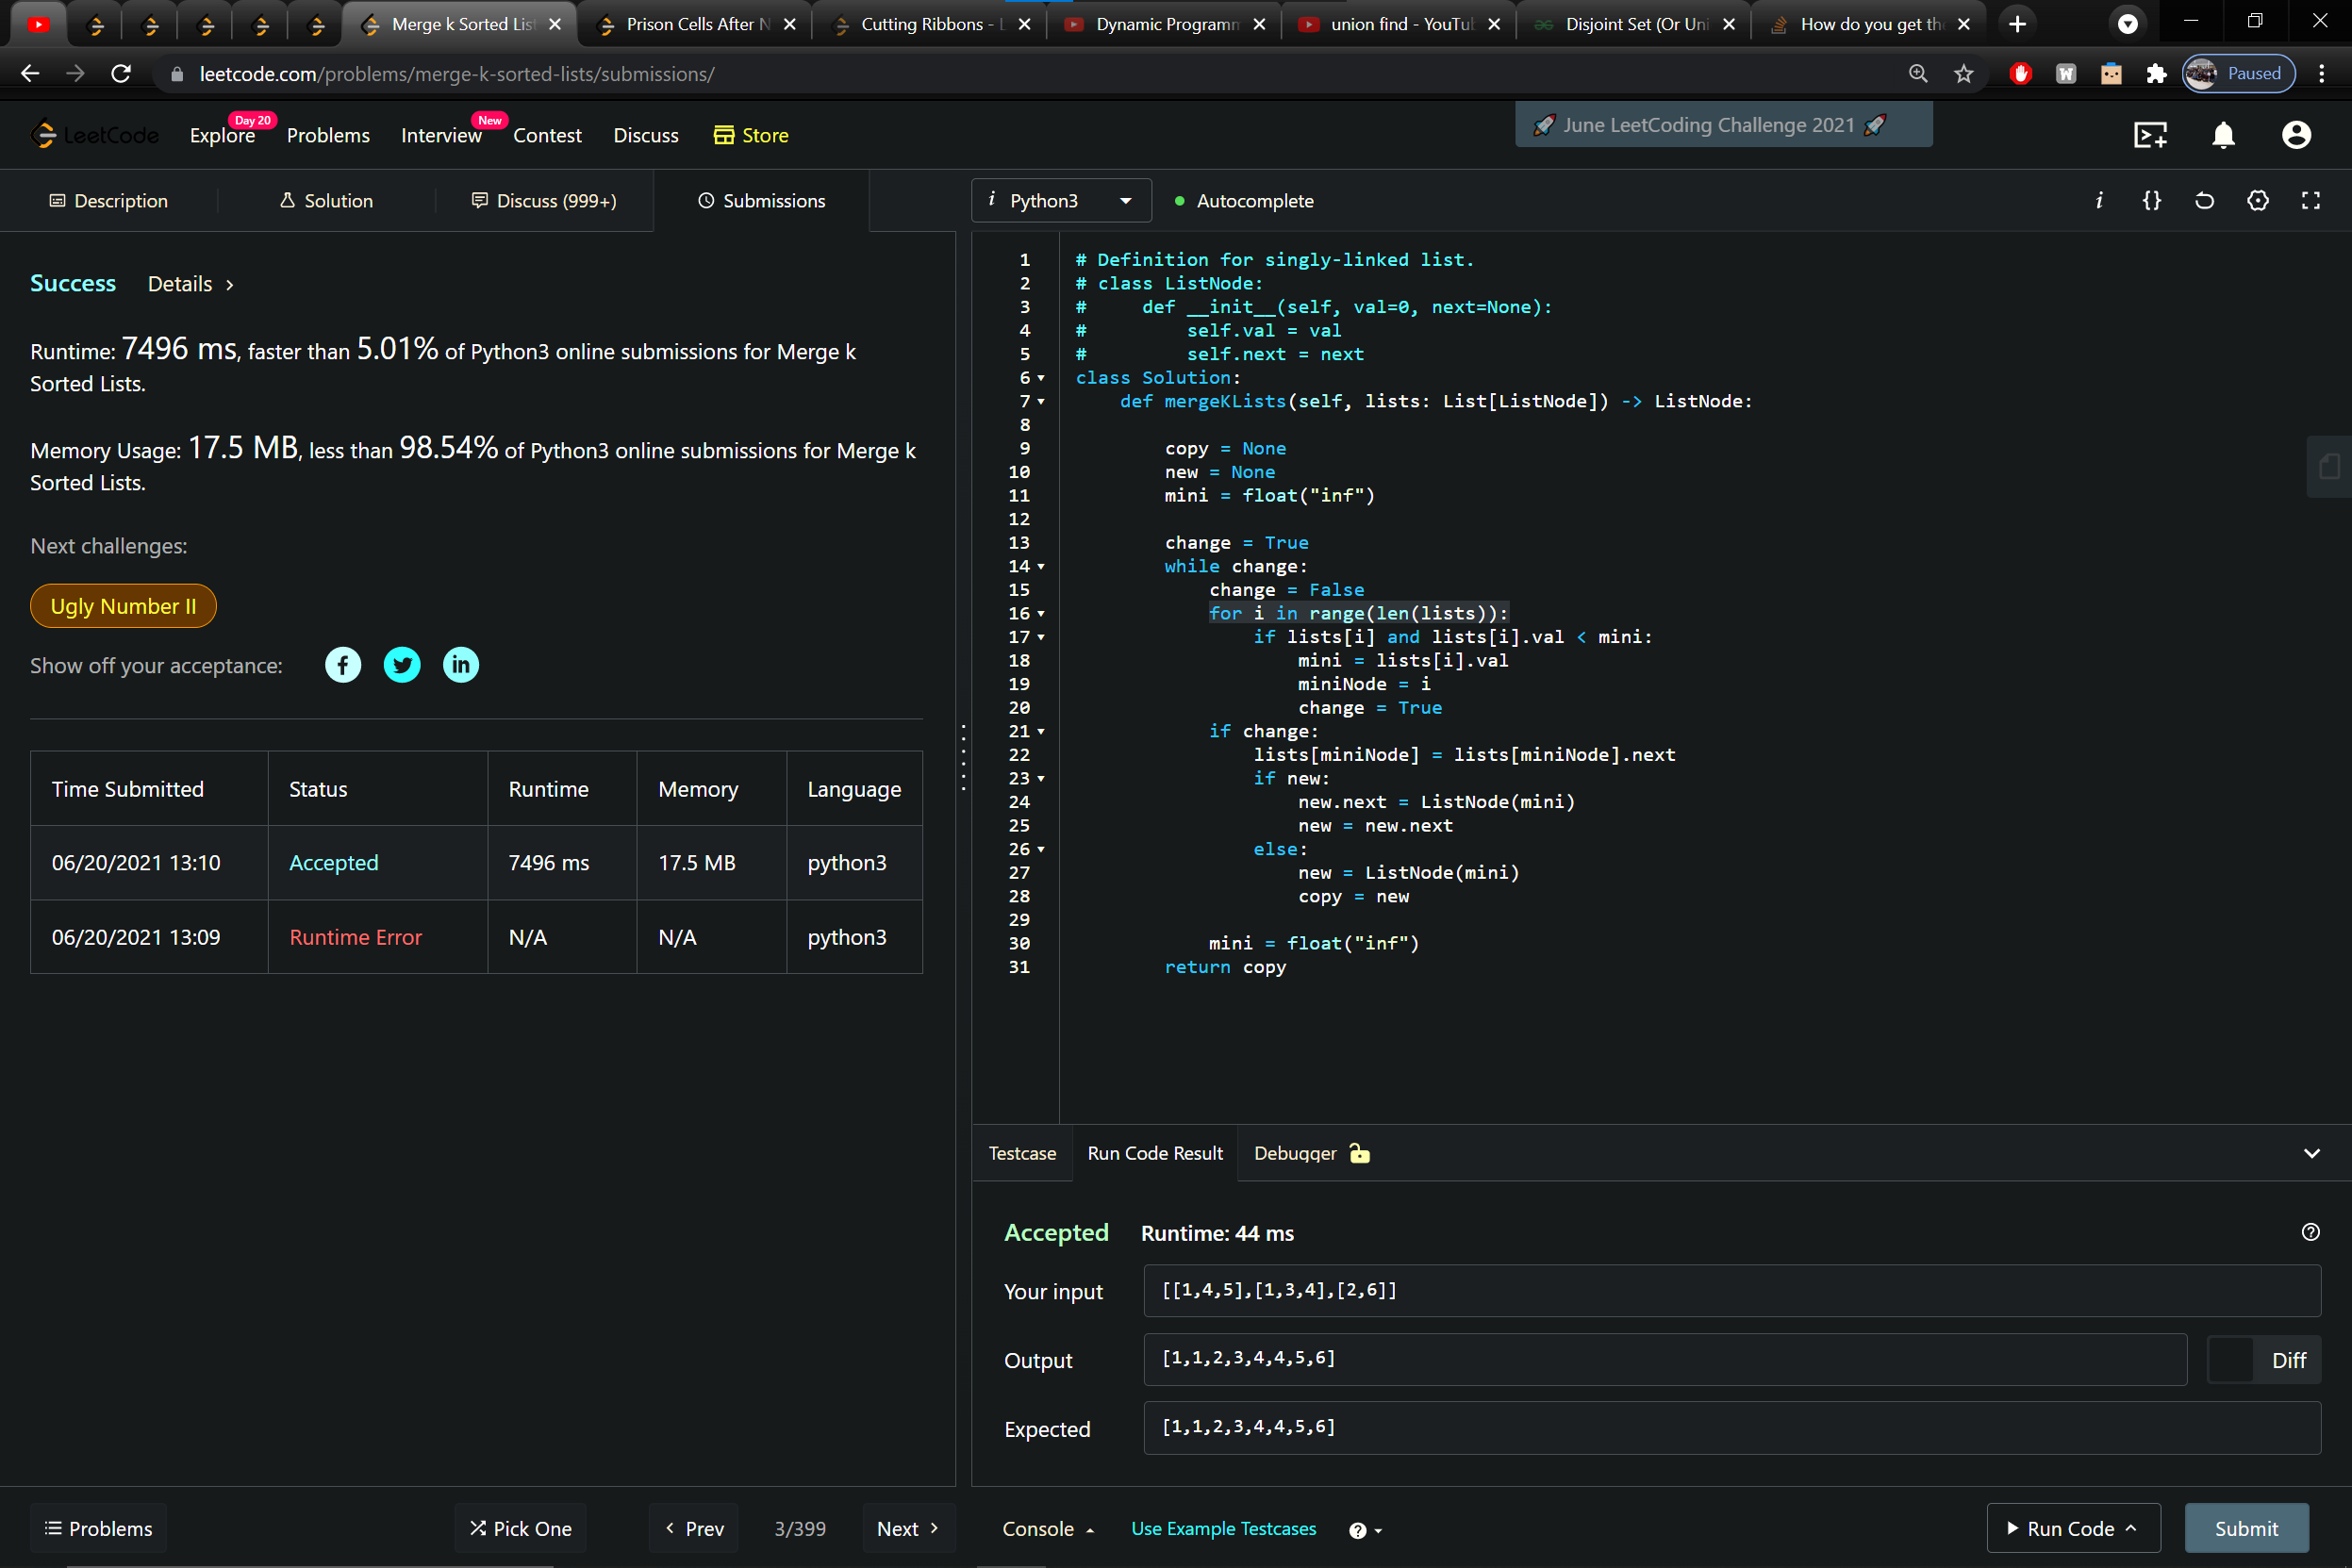 Merge k Sorted Lis
Prison Cells After N
Cutting Ribbons - L
Dynamic Programm
union find - YouTub
Disjoint Set (Or Uni
How do you get the
leetcode.com/problems/merge-k-sorted-lists/submissions/
Paused
LeetCode
Explore
Day 20
Problems
Interview
New
Contest
Discuss
Store
🚀 June LeetCoding Challenge 2021 🚀
Description
Solution
Discuss (999+)
Submissions
Success Details >
Runtime: 7496 ms, faster than 5.01% of Python3 online submissions for Merge k
Sorted Lists.
Memory Usage: 17.5 MB, less than 98.54% of Python3 online submissions for Merge k
Sorted Lists.
Next challenges:
Ugly Number II
Show off your acceptance:
Time Submitted Status Runtime Memory Language
06/20/2021 13:10 Accepted 7496 ms 17.5 MB python3
06/20/2021 13:09 Runtime Error N/A N/A python3
Problems
Pick One
< Prev
3/399
Next >
i Python3
Autocomplete
i {}
1 # Definition for singly-linked list.
2 # class ListNode:
3 #     def __init__(self, val=0, next=None):
4 #         self.val = val
5 #         self.next = next
6 class Solution:
7     def mergeKLists(self, lists: List[ListNode]) -> ListNode:
8
9         copy = None
10         new = None
11         mini = float("inf")
12
13         change = True
14         while change:
15             change = False
16             for i in range(len(lists)):
17                 if lists[i] and lists[i].val < mini:
18                     mini = lists[i].val
19                     miniNode = i
20                     change = True
21             if change:
22                 lists[miniNode] = lists[miniNode].next
23                 if new:
24                     new.next = ListNode(mini)
25                     new = new.next
26                 else:
27                     new = ListNode(mini)
28                     copy = new
29
30             mini = float("inf")
31         return copy
Testcase
Run Code Result
Debugger
Accepted Runtime: 44 ms
Your input [[1,4,5],[1,3,4],[2,6]]
Output [1,1,2,3,4,4,5,6]
Diff
Expected [1,1,2,3,4,4,5,6]
Console
Use Example Testcases
Run Code
Submit